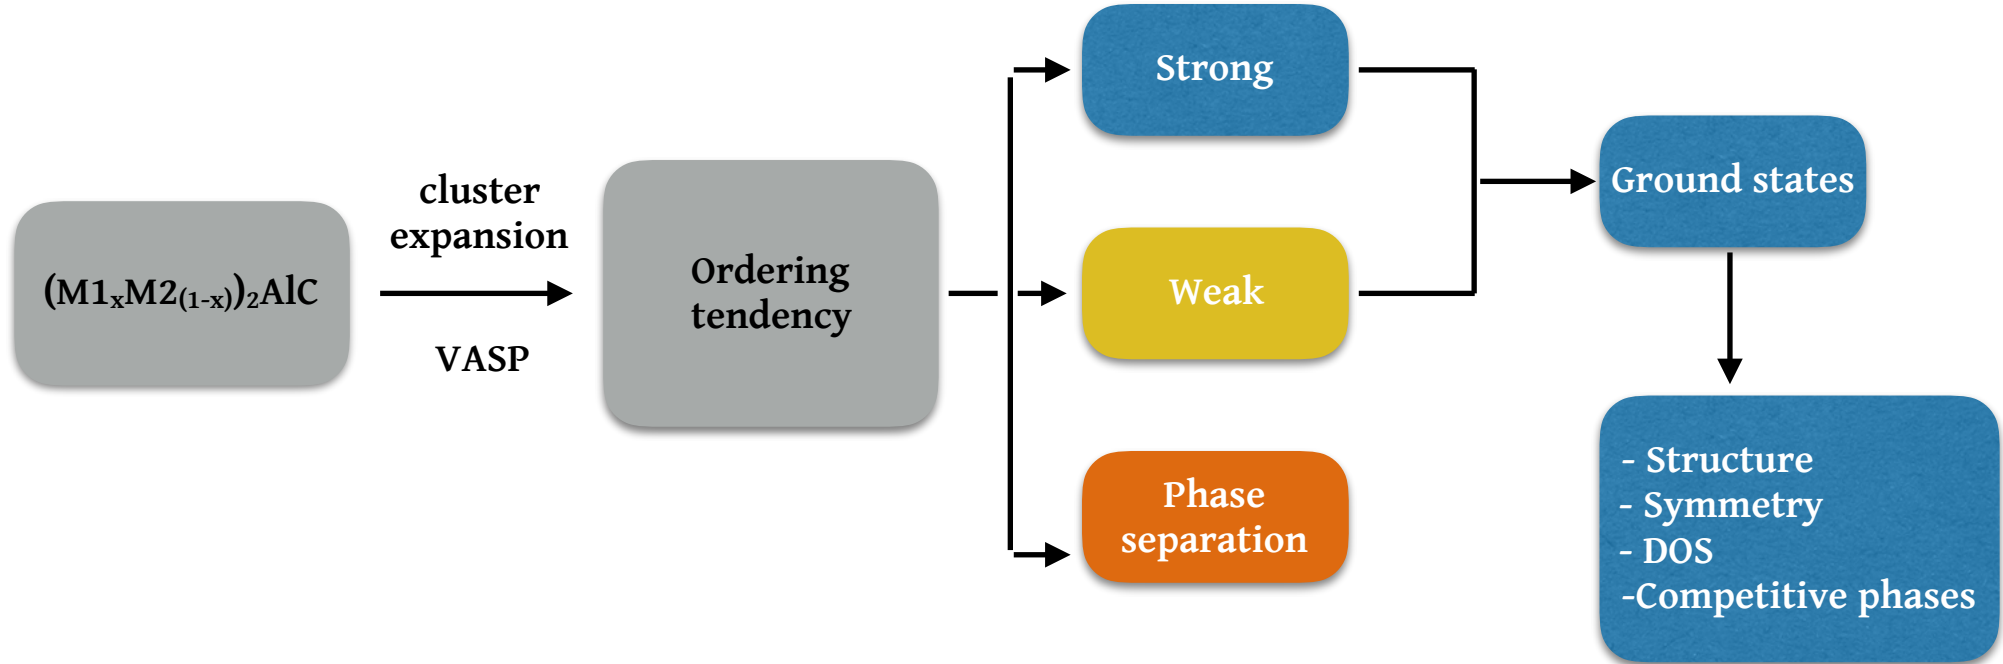 (M1ₓM2₍₁₋ₓ₎)₂AlC
cluster
expansion
VASP
Ordering
tendency
Strong
Weak
Phase
separation
Ground states
- Structure
- Symmetry
- DOS
-Competitive phases